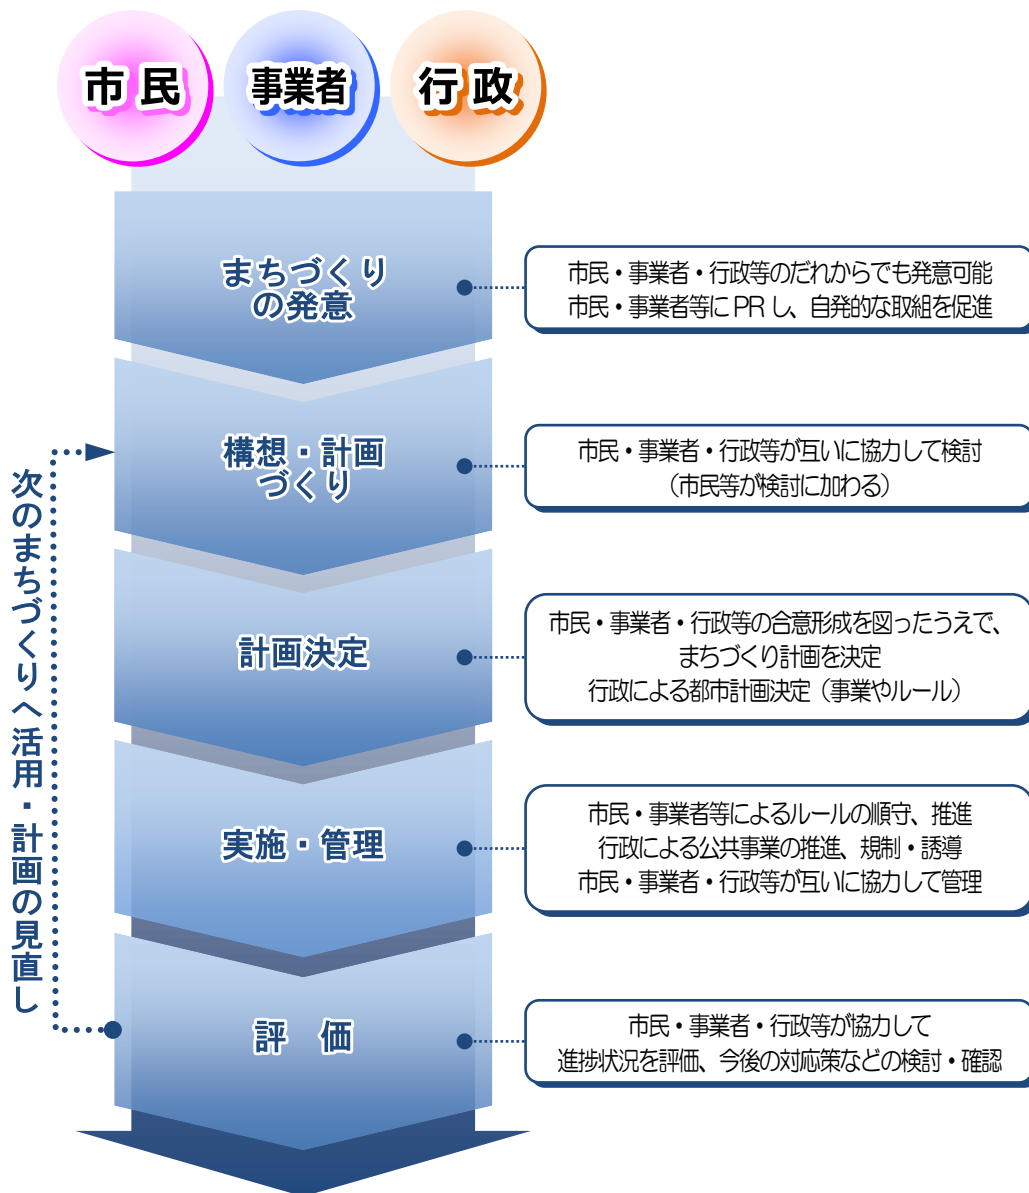 市民
事業者
行政
まちづくり
の発意
市民・事業者・行政等のだれからでも発意可能
市民・事業者等にPRし、自発的な取組を促進
構想・計画
づくり
市民・事業者・行政等が互いに協力して検討
（市民等が検討に加わる）
計画決定
市民・事業者・行政等の合意形成を図ったうえで、
まちづくり計画を決定
行政による都市計画決定（事業やルール）
実施・管理
市民・事業者等によるルールの順守、推進
行政による公共事業の推進、規制・誘導
市民・事業者・行政等が互いに協力して管理
評　価
市民・事業者・行政等が協力して
進捗状況を評価、今後の対応策などの検討・確認
次のまちづくりへ活用・計画の見直し